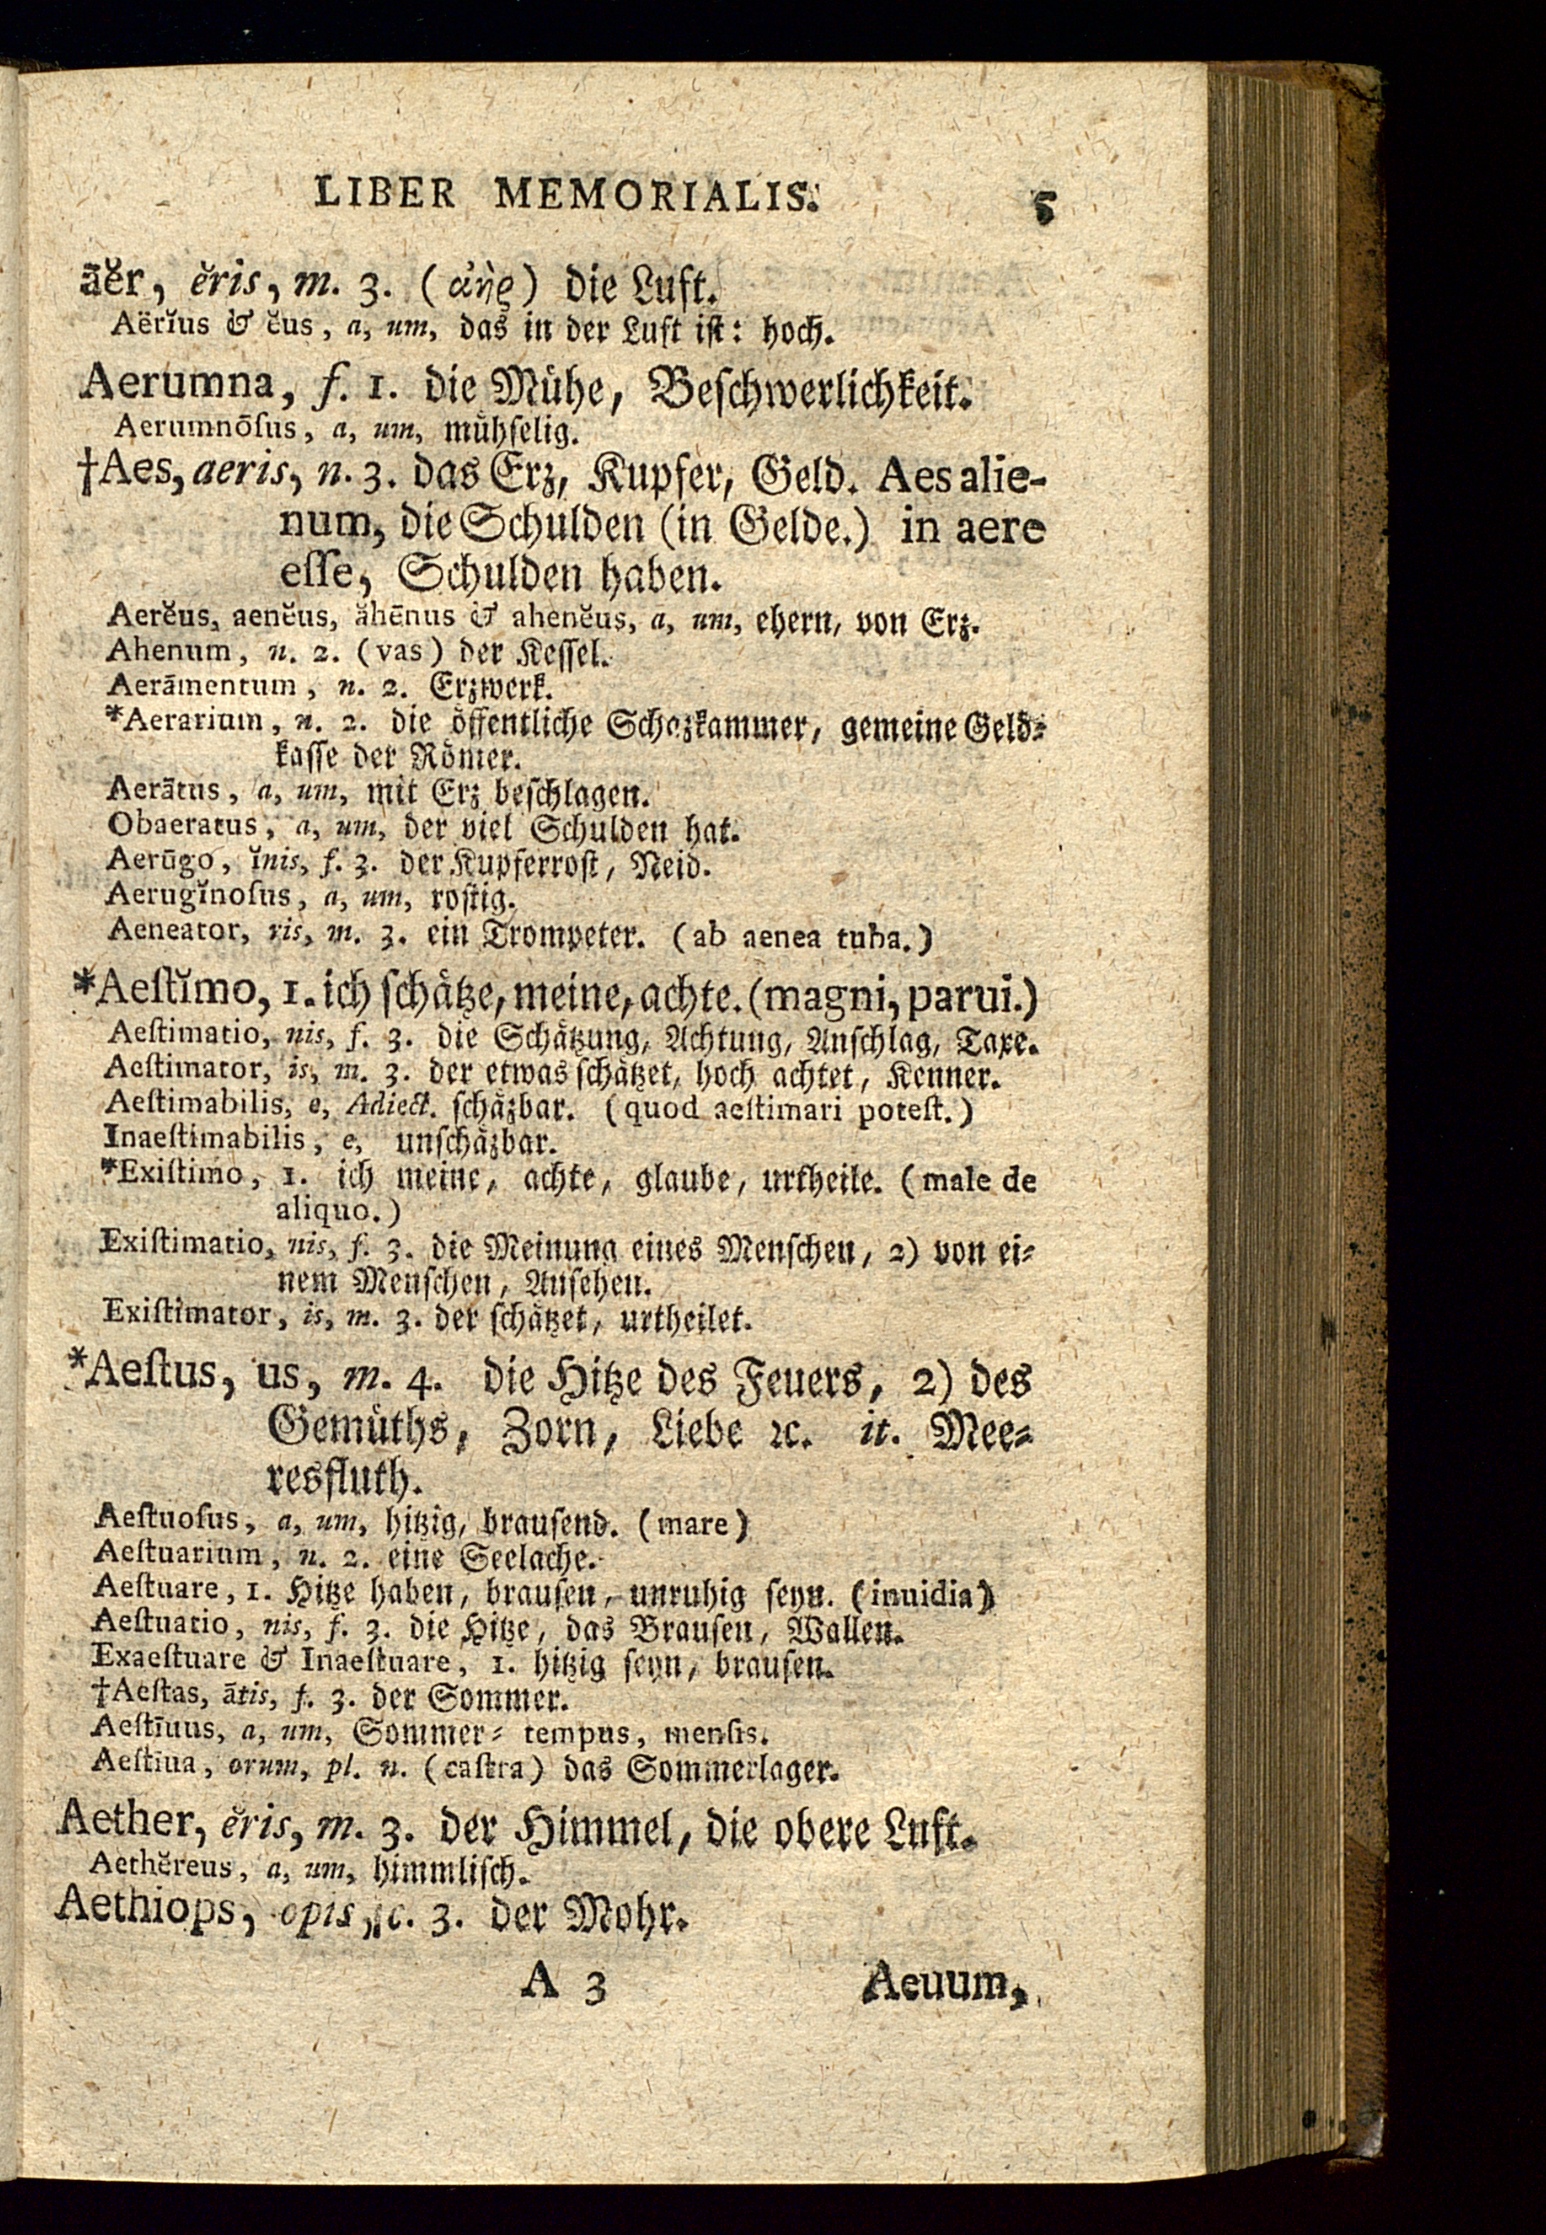 LIBER MEMORIALIS. 5
āĕr, ĕris, m. 3. (ἀὴρ) die Luft.
Aërĭus & ĕus, a, um, das in der Luft ist: hoch.
Aerumna, f. 1. die Mühe, Beschwerlichkeit.
Aerumnōſus, a, um, mühselig.
†Aes, aeris, n. 3. das Erz, Kupfer, Geld. Aes alie-
num, die Schulden (in Gelde.) in aere
eſſe, Schulden haben.
Aerĕus, aenĕus, ăhēnus & ahenĕus, a, um, ehern, von Erz.
Ahenum, n. 2. (vas) der Kessel.
Aerāmentum, n. 2. Erzwerk.
*Aerarium, n. 2. die öffentliche Schazkammer, gemeine Geld-
kasse der Römer.
Aerātus, a, um, mit Erz beschlagen.
Obaeratus, a, um, der viel Schulden hat.
Aerūgo, ĭnis, f. 3. der Kupferrost, Neid.
Aerugĭnoſus, a, um, rostig.
Aeneator, ris, m. 3. ein Trompeter. (ab aenea tuba.)
*Aeſtĭmo, 1. ich schätze, meine, achte. (magni, parui.)
Aeſtimatio, nis, f. 3. die Schätzung, Achtung, Anschlag, Taxe.
Aeſtimator, is, m. 3. der etwas schätzet, hoch achtet, Kenner.
Aeſtimabilis, e, Adiect. schäzbar. (quod aeſtimari poteſt.)
Inaeſtimabilis, e, unschäzbar.
*Exiſtimo, 1. ich meine, achte, glaube, urtheile. (male de
aliquo.)
Exiſtimatio, nis, f. 3. die Meinung eines Menschen, 2) von ei-
nem Menschen, Ansehen.
Exiſtimator, is, m. 3. der schätzet, urtheilet.
*Aeſtus, us, m. 4. die Hitze des Feuers, 2) des
Gemüths, Zorn, Liebe ꝛc. it. Mee-
resfluth.
Aeſtuoſus, a, um, hitzig, brausend. (mare)
Aeſtuarium, n. 2. eine Seelache.
Aeſtuare, 1. Hitze haben, brausen, unruhig seyn. (inuidia)
Aeſtuatio, nis, f. 3. die Hitze, das Brausen, Wallen.
Exaeſtuare & Inaeſtuare, 1. hitzig seyn, brausen.
†Aeſtas, ātis, f. 3. der Sommer.
Aeſtīuus, a, um, Sommer- tempus, menſis.
Aeſtiua, orum, pl. n. (caſtra) das Sommerlager.
Aether, ĕris, m. 3. der Himmel, die obere Luft.
Aethĕreus, a, um, himmlisch.
Aethiops, opis, c. 3. der Mohr.
A 3 Aeuum,